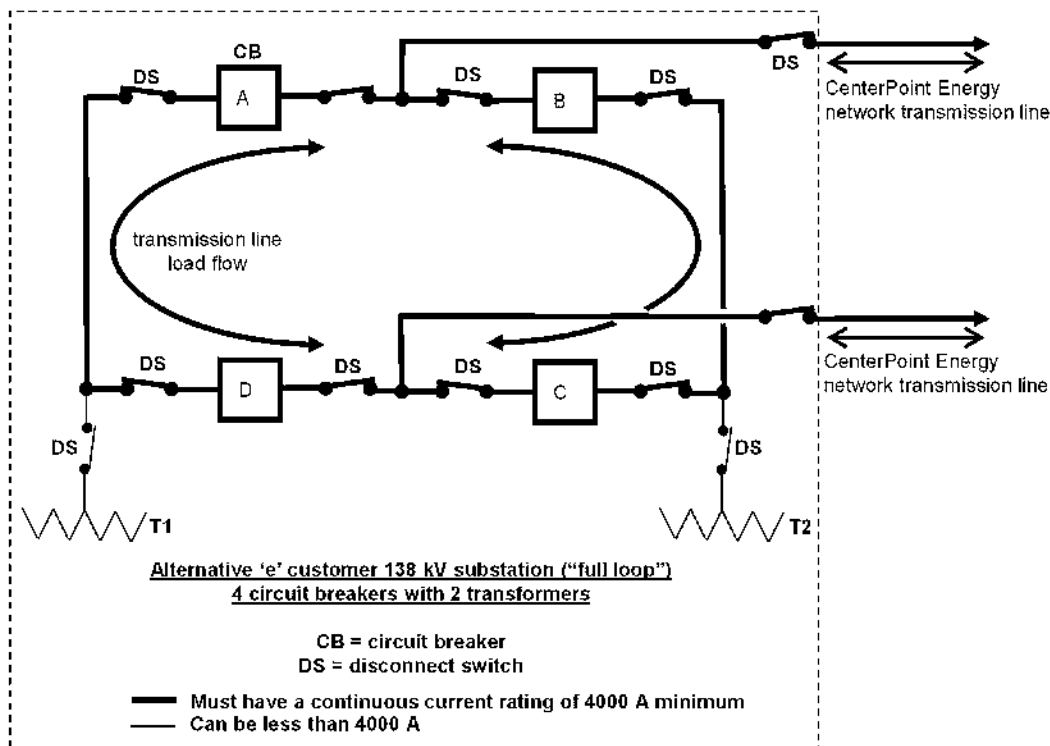 CB
DS
DS
DS
DS
A
B
CenterPoint Energy
network transmission line
transmission line
load flow
DS
DS
DS
DS
D
C
CenterPoint Energy
network transmission line
DS
DS
T1
T2
Alternative ‘e’ customer 138 kV substation (“full loop”)
4 circuit breakers with 2 transformers
CB = circuit breaker
DS = disconnect switch
Must have a continuous current rating of 4000 A minimum
Can be less than 4000 A